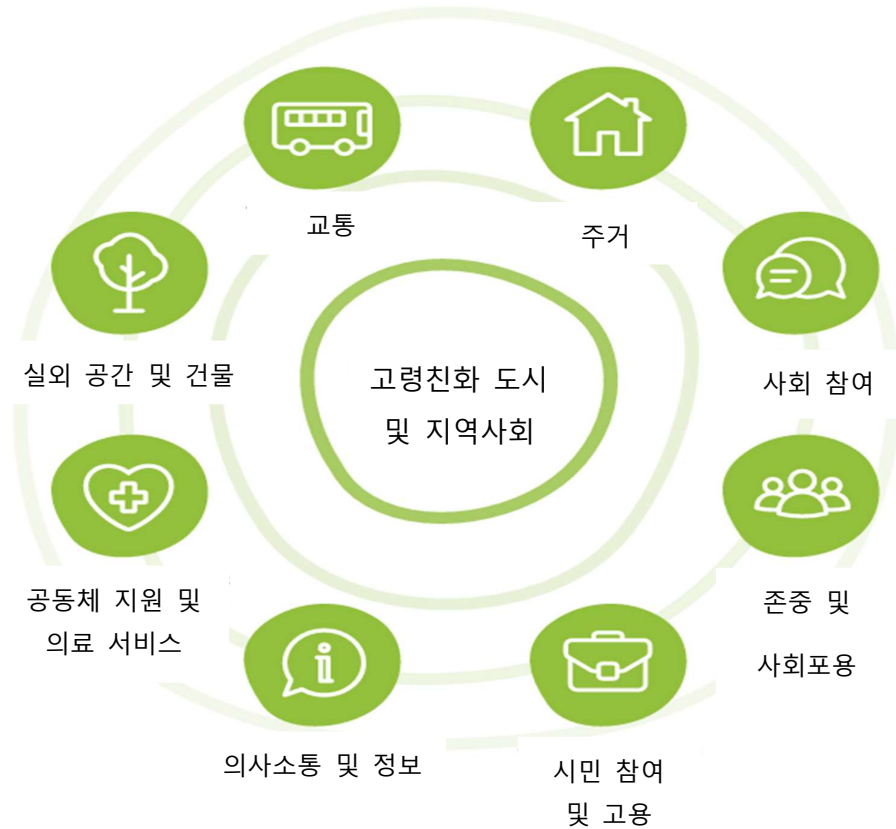 교통
주거
실외 공간 및 건물
사회 참여
고령친화 도시
및 지역사회
공동체 지원 및
의료 서비스
존중 및
사회포용
의사소통 및 정보
시민 참여
및 고용